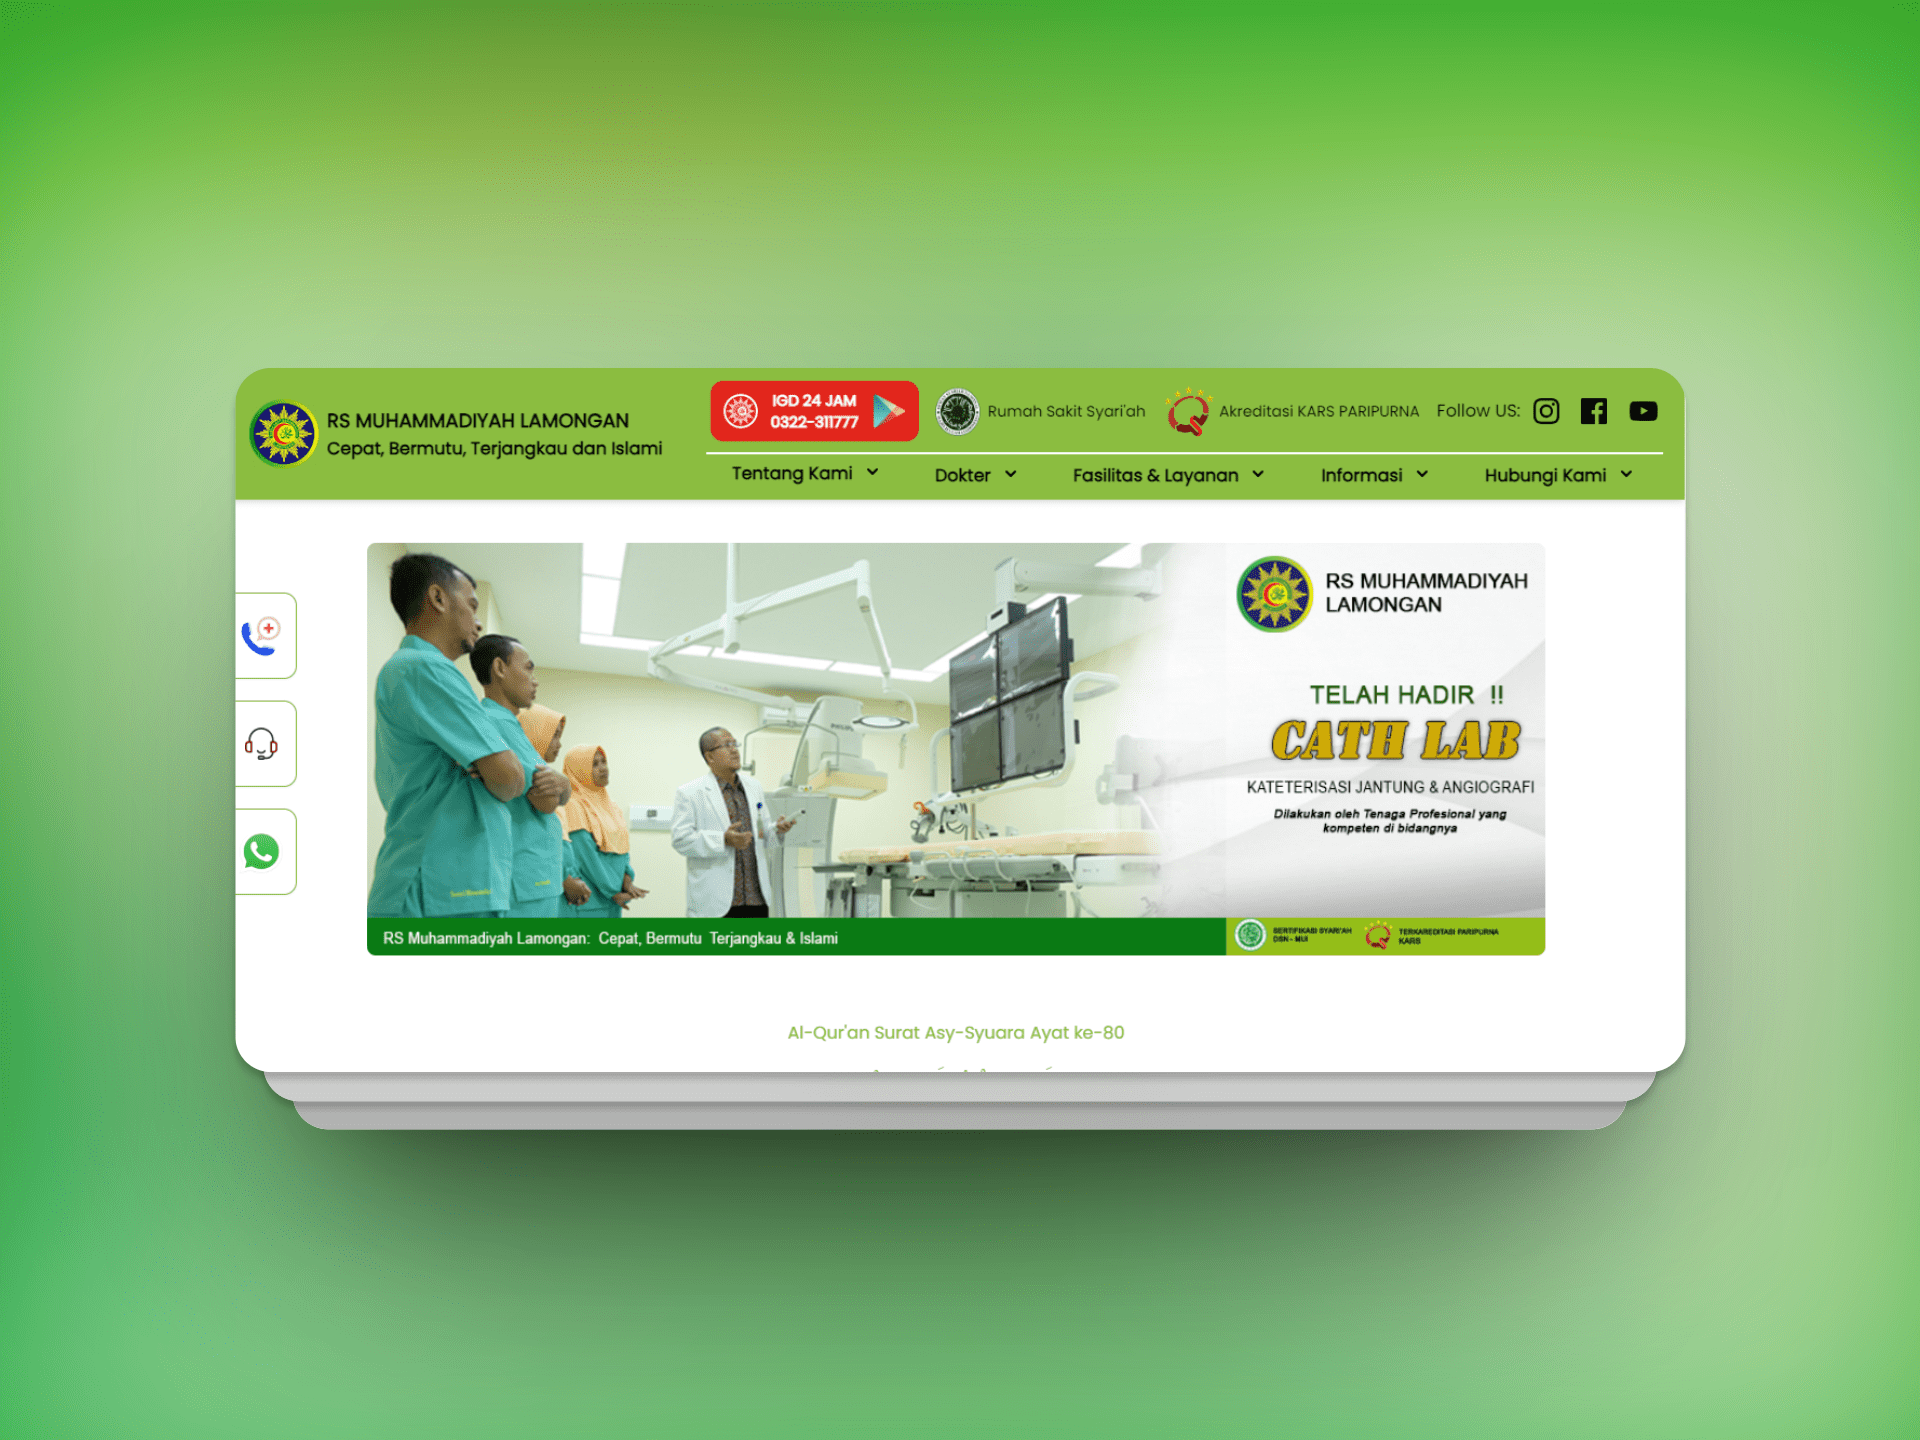 RS MUHAMMADIYAH LAMONGAN
Cepat, Bermutu, Terjangkau dan Islami
IGD 24 JAM
0322-311777
Rumah Sakit Syari'ah
Akreditasi KARS PARIPURNA
Follow US:
Tentang Kami
Dokter
Fasilitas & Layanan
Informasi
Hubungi Kami
RS MUHAMMADIYAH
LAMONGAN
TELAH HADIR !!
CATH LAB
KATETERISASI JANTUNG & ANGIOGRAFI
Dilakukan oleh Tenaga Profesional yang
kompeten di bidangnya
RS Muhammadiyah Lamongan: Cepat, Bermutu Terjangkau & Islami
SERTIFIKASI SYARI'AH
DSN - MUI
TERKAREDITASI PARIPURNA
KARS
Al-Qur'an Surat Asy-Syuara Ayat ke-80